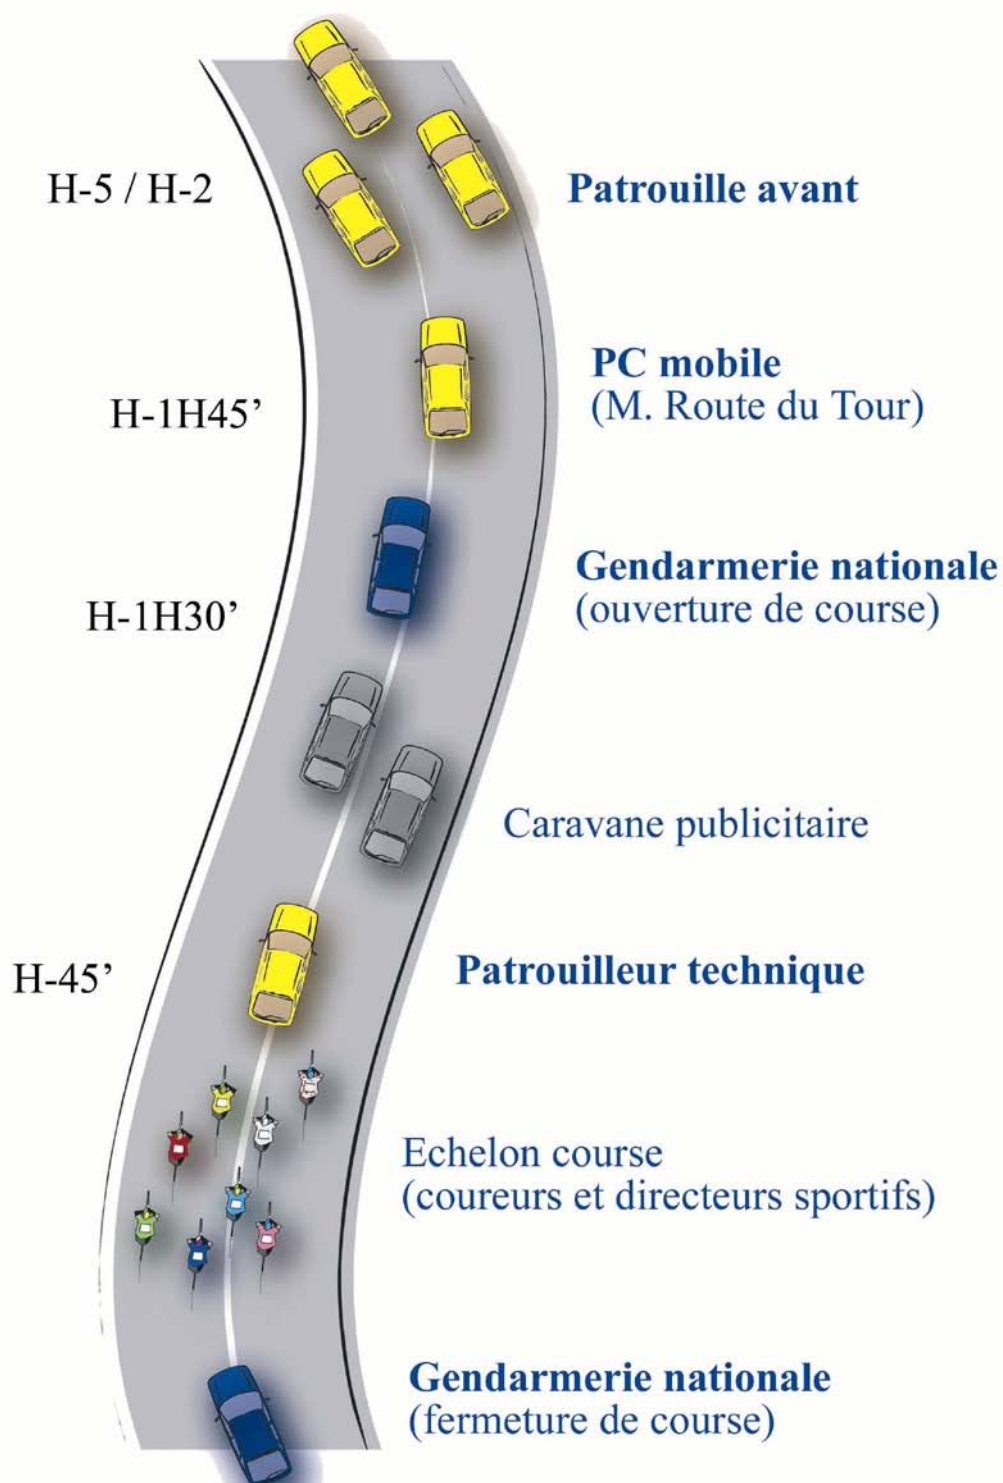 H-5 / H-2
Patrouille avant
PC mobile
(M. Route du Tour)
H-1H45’
Gendarmerie nationale
(ouverture de course)
H-1H30’
Caravane publicitaire
H-45’
Patrouilleur technique
Echelon course
(coureurs et directeurs sportifs)
Gendarmerie nationale
(fermeture de course)